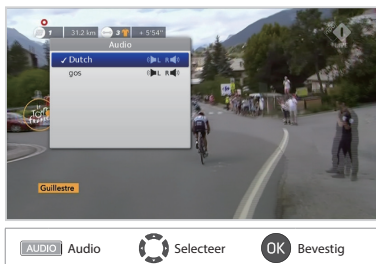 1 31.2 km 3 + 5'54"
Audio
✓ Dutch L R
gos L R
Guillestre
AUDIO Audio Selecteer OK Bevestig